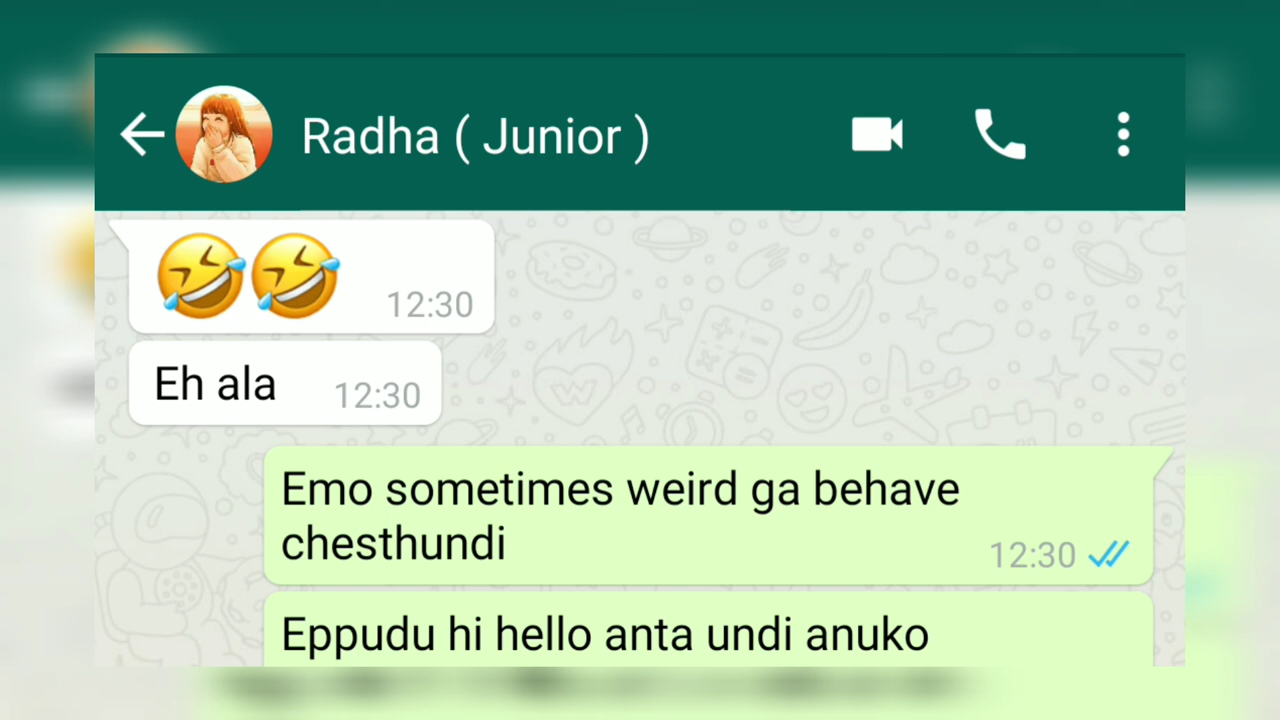 Radha ( Junior )
🤣🤣 12:30
Eh ala 12:30
Emo sometimes weird ga behave
chesthundi 12:30
Eppudu hi hello anta undi anuko